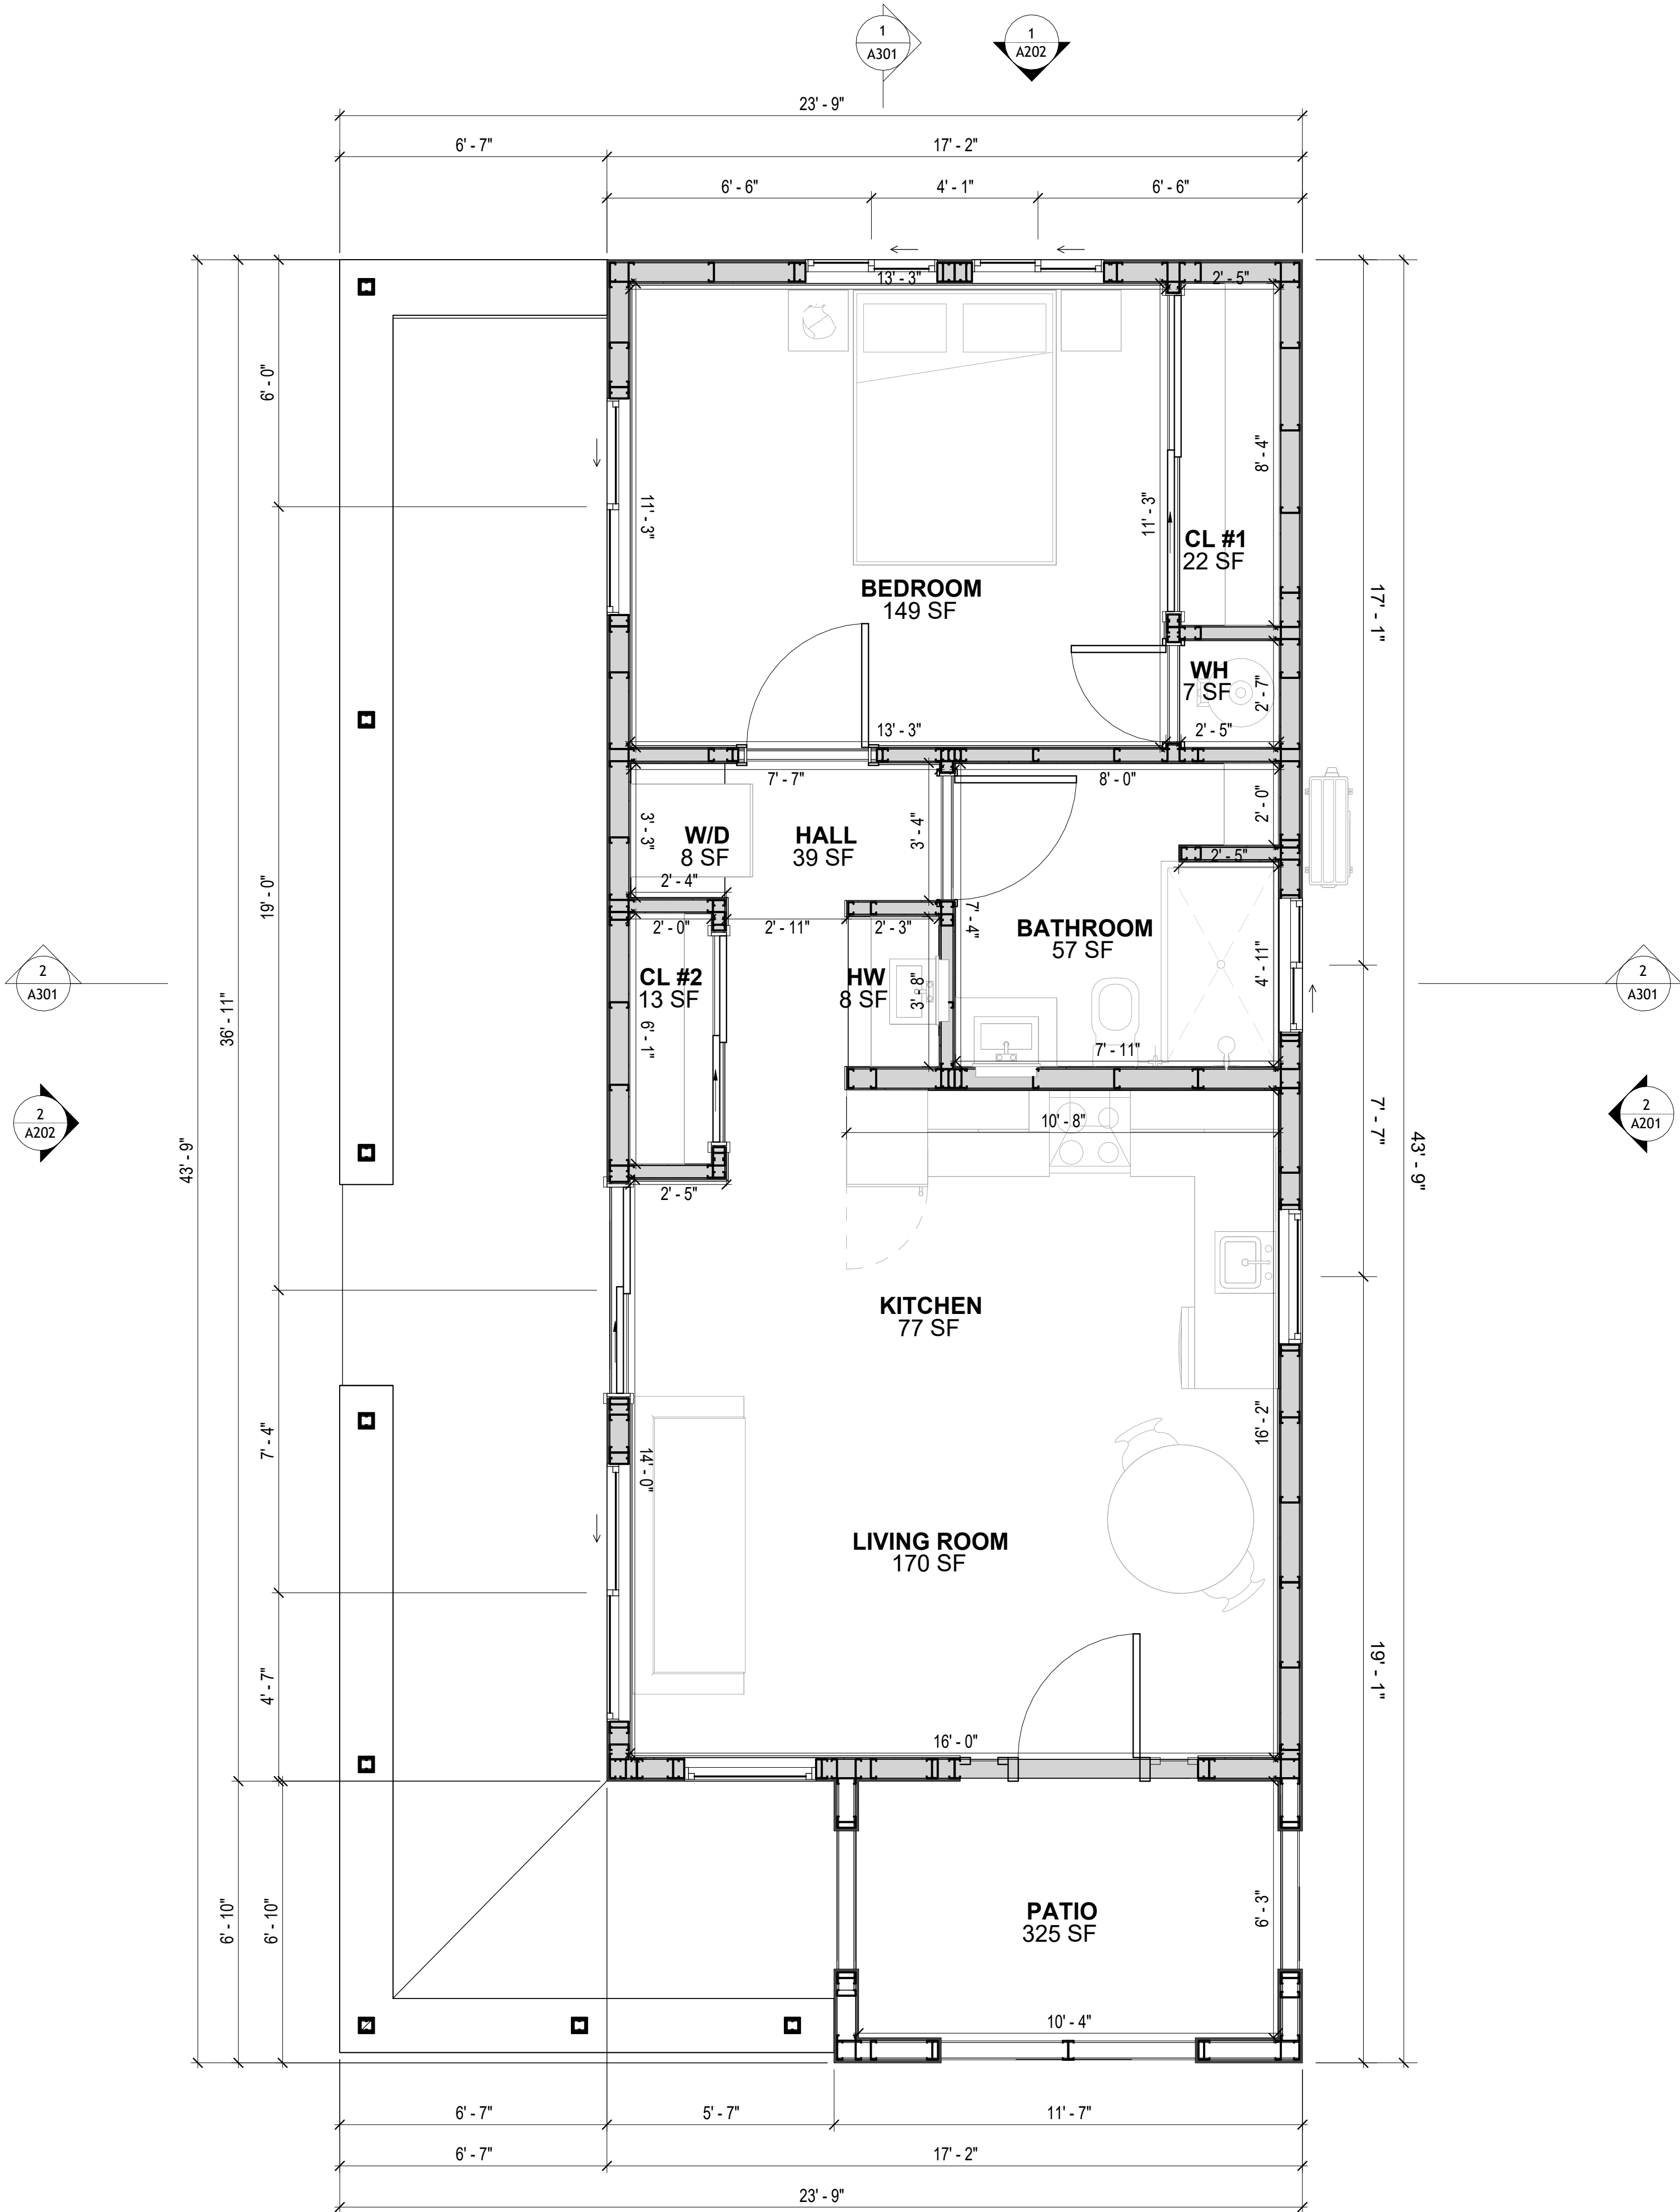 1
A301
1
A202
23' - 9"
6' - 7"
17' - 2"
6' - 6"
4' - 1"
6' - 6"
13' - 3"
2' - 5"
6' - 0"
8' - 4"
11' - 3"
11' - 3"
CL #1
22 SF
BEDROOM
149 SF
17' - 1"
WH
7 SF
2' - 7"
13' - 3"
2' - 5"
7' - 7"
8' - 0"
2' - 0"
3' - 3"
W/D
8 SF
HALL
39 SF
3' - 4"
2' - 5"
2' - 4"
19' - 0"
2' - 0"
2' - 11"
2' - 3"
7' - 4"
BATHROOM
57 SF
4' - 11"
2
A301
CL #2
13 SF
HW
8 SF
3' - 8"
2
A301
36' - 11"
6' - 1"
7' - 11"
2
A202
10' - 8"
7' - 7"
2
A201
43' - 9"
43' - 9"
2' - 5"
KITCHEN
77 SF
7' - 4"
16' - 2"
14' - 0"
LIVING ROOM
170 SF
4' - 7"
19' - 1"
16' - 0"
6' - 10"
6' - 10"
PATIO
325 SF
6' - 3"
10' - 4"
6' - 7"
5' - 7"
11' - 7"
6' - 7"
17' - 2"
23' - 9"